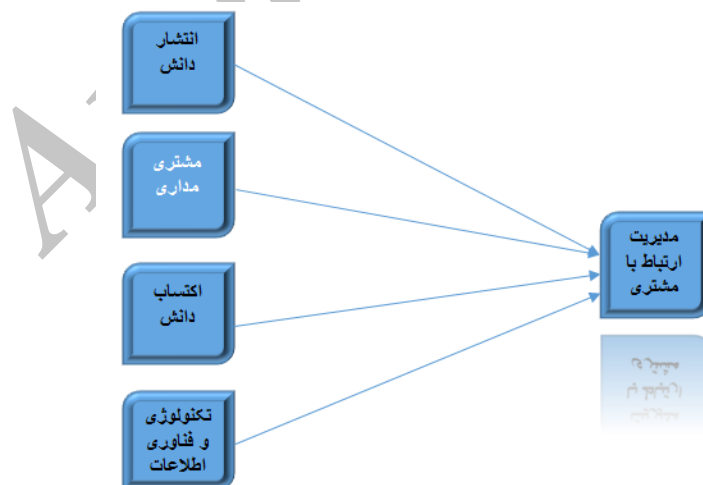 انتشار
دانش
مشتری
مداری
اکتساب
دانش
تکنولوژی
و فناوری
اطلاعات
مدیریت
ارتباط با
مشتری